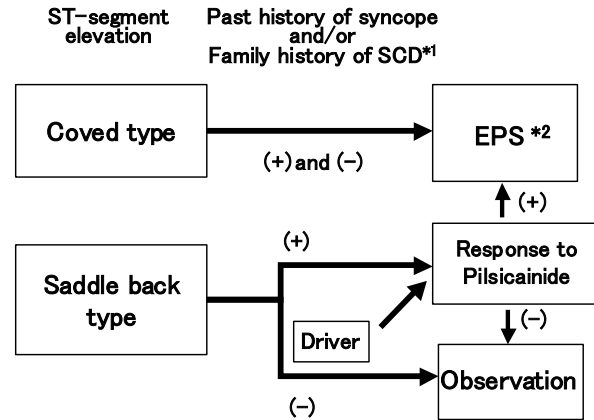 ST-segment
elevation
Past history of syncope
and/or
Family history of SCD*1
Coved type
(+) and (-)
EPS *2
(+)
Saddle back
type
(+)
Response to
Pilsicainide
Driver
(-)
(-)
Observation